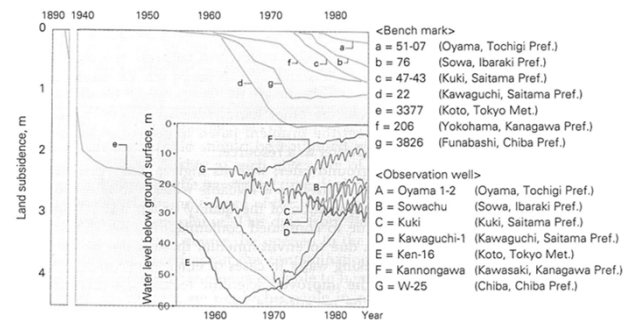 1890 1940 1950 1960 1970 1980
0
1
2
3
4
Land subsidence, m
a
b
c
f
d
g
e
Water level below ground surface, m
0
10
20
30
40
50
60
F
G
B
C
A
D
E
1960 1970 1980 Year
<Bench mark>
a = 51-07 (Oyama, Tochigi Pref.)
b = 76 (Sowa, Ibaraki Pref.)
c = 47-43 (Kuki, Saitama Pref.)
d = 22 (Kawaguchi, Saitama Pref.)
e = 3377 (Koto, Tokyo Met.)
f = 206 (Yokohama, Kanagawa Pref.)
g = 3826 (Funabashi, Chiba Pref.)
<Observation well>
A = Oyama 1-2 (Oyama, Tochigi Pref.)
B = Sowachu (Sowa, Ibaraki Pref.)
C = Kuki (Kuki, Saitama Pref.)
D = Kawaguchi-1 (Kawaguchi, Saitama Pref.)
E = Ken-16 (Koto, Tokyo Met.)
F = Kannongawa (Kawasaki, Kanagawa Pref.)
G = W-25 (Chiba, Chiba Pref.)